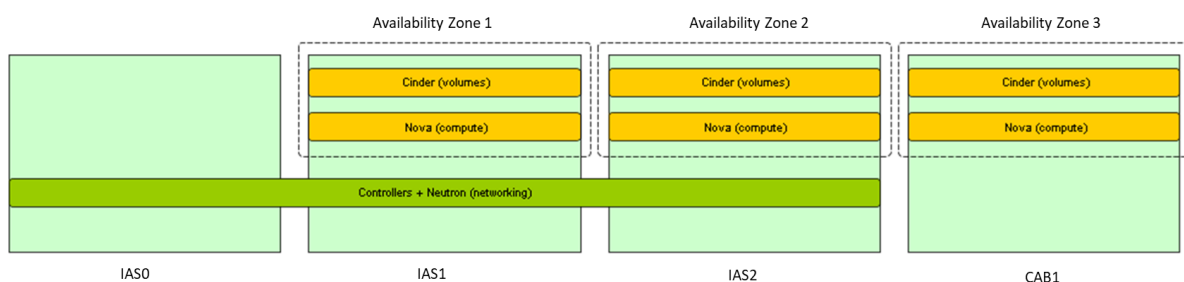 Availability Zone 1
Availability Zone 2
Availability Zone 3
Cinder (volumes)
Cinder (volumes)
Cinder (volumes)
Nova (compute)
Nova (compute)
Nova (compute)
Controllers + Neutron (networking)
IAS0
IAS1
IAS2
CAB1